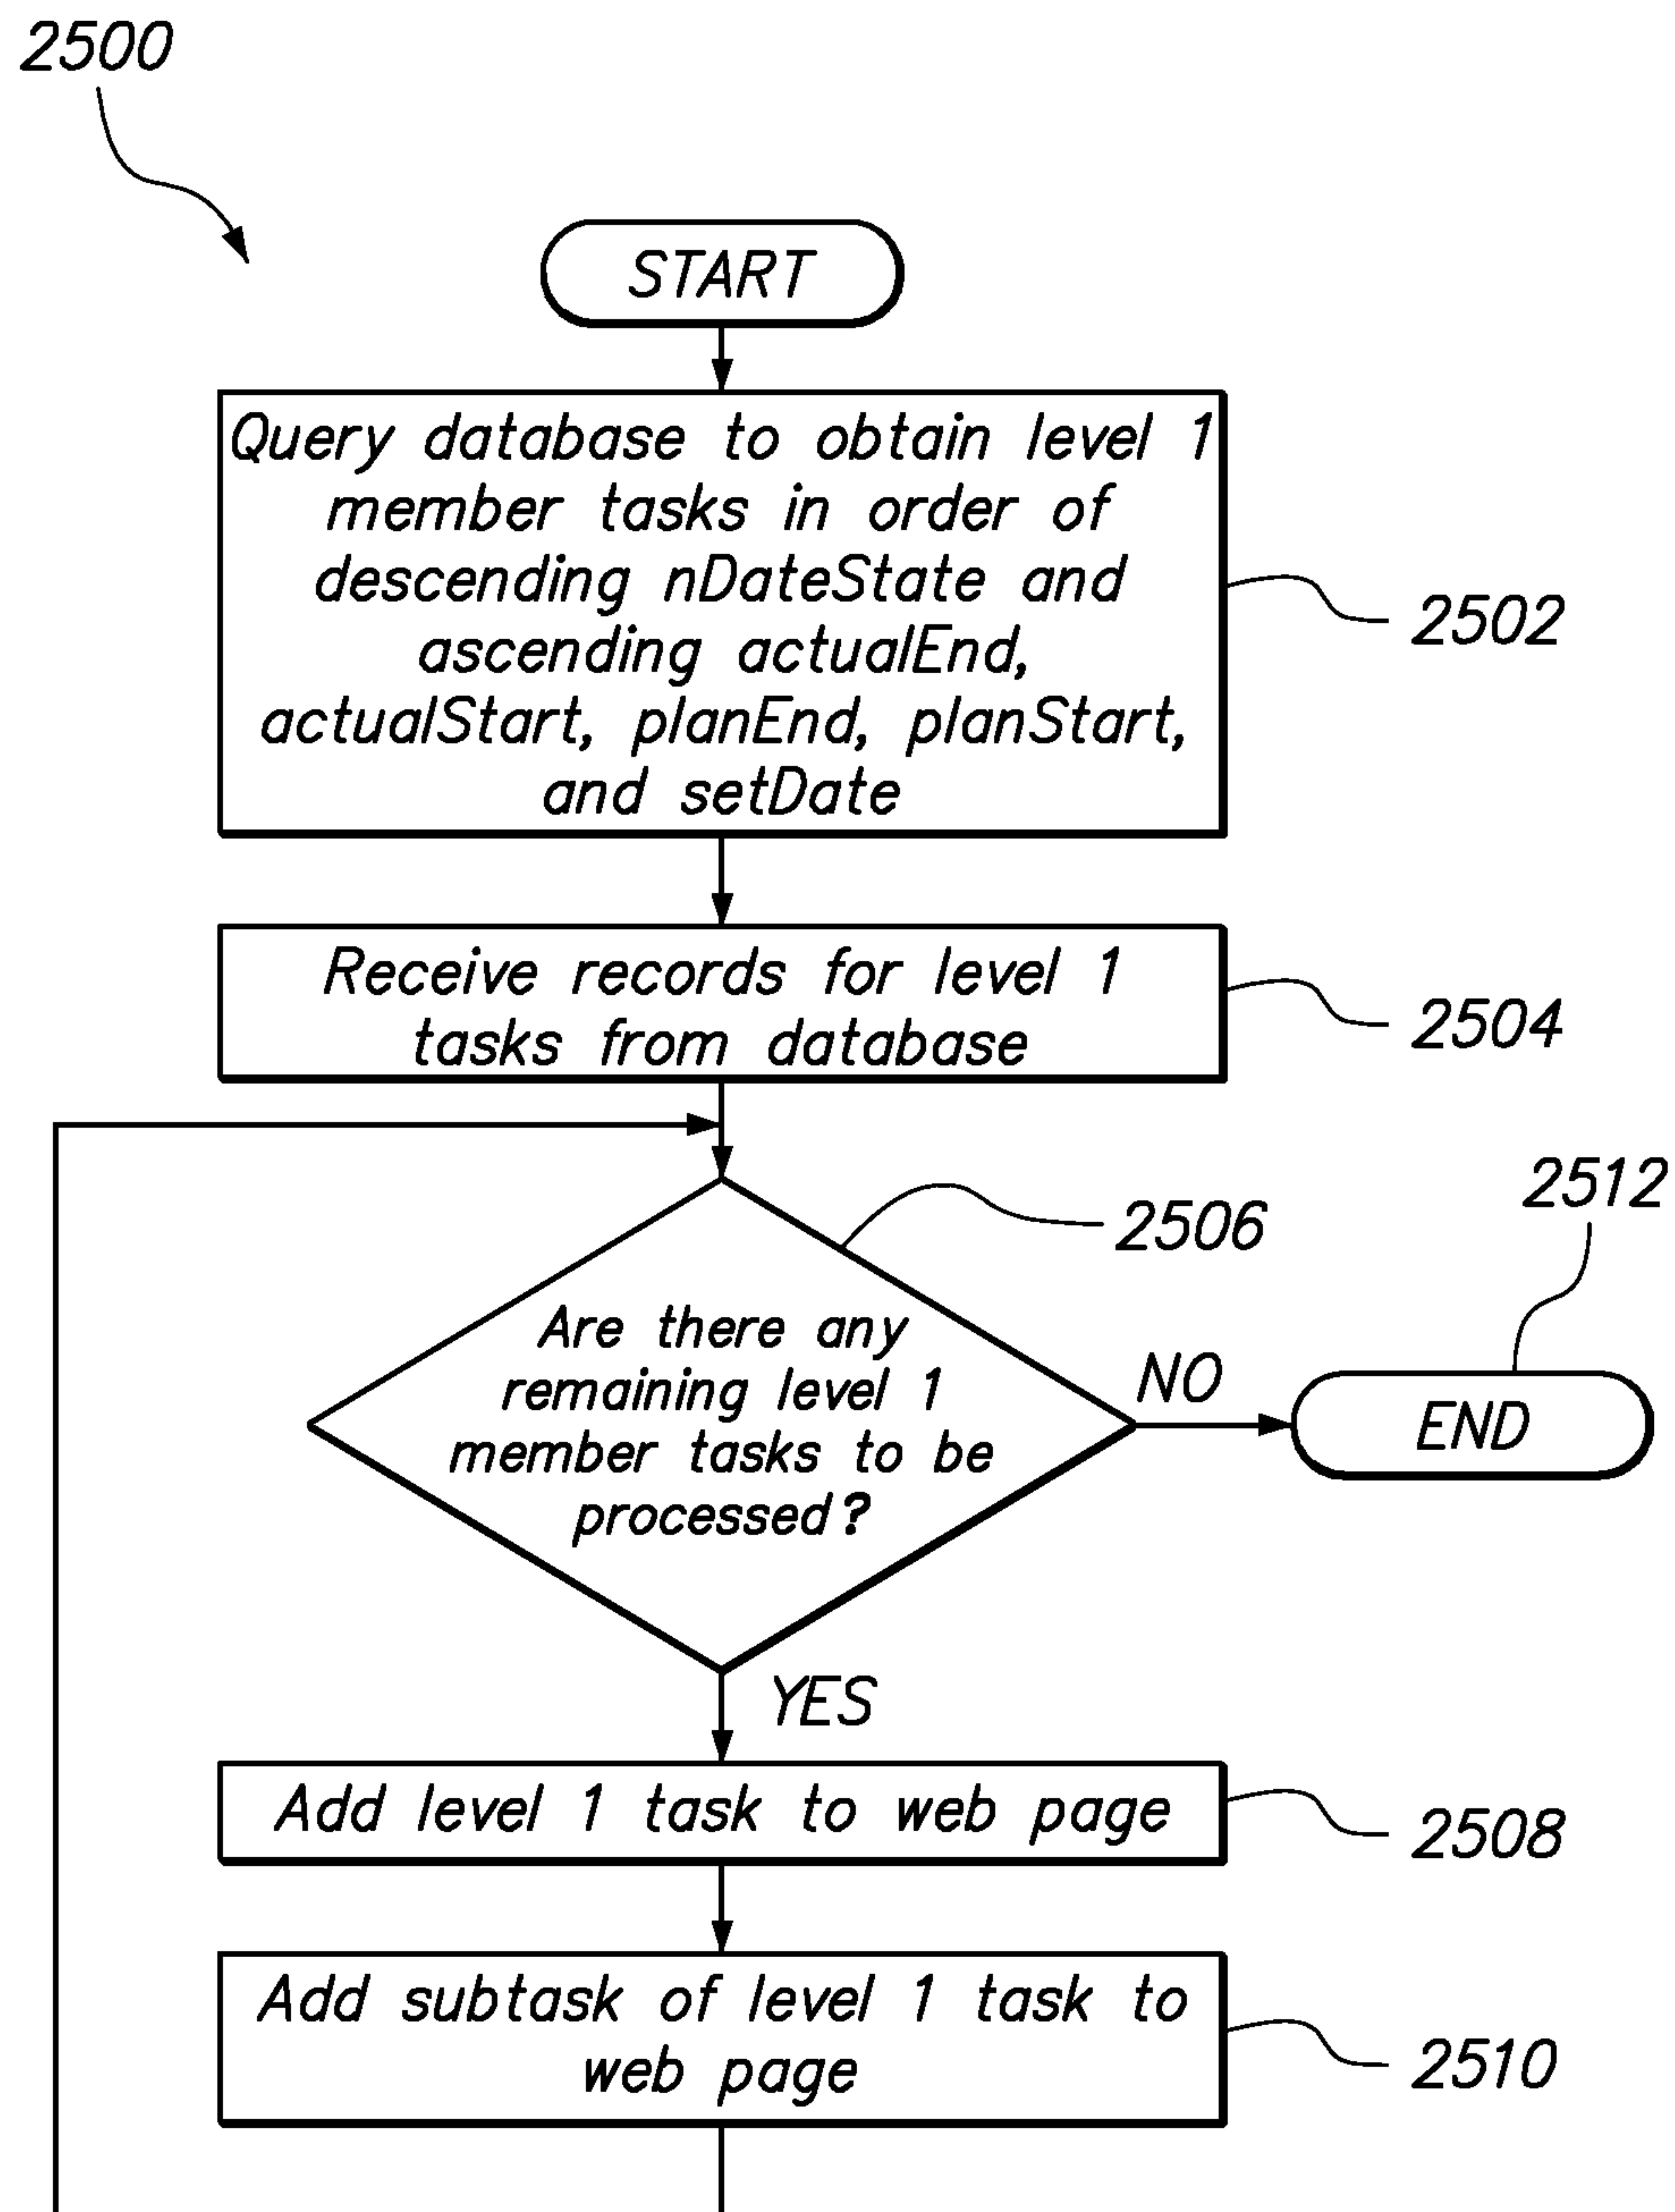 2500
START
Query database to obtain level 1
member tasks in order of
descending nDateState and
ascending actualEnd,
actualStart, planEnd, planStart,
and setDate
2502
Receive records for level 1
tasks from database
2504
2506
2512
Are there any
remaining level 1
member tasks to be
processed?
NO
END
YES
Add level 1 task to web page
2508
Add subtask of level 1 task to
web page
2510